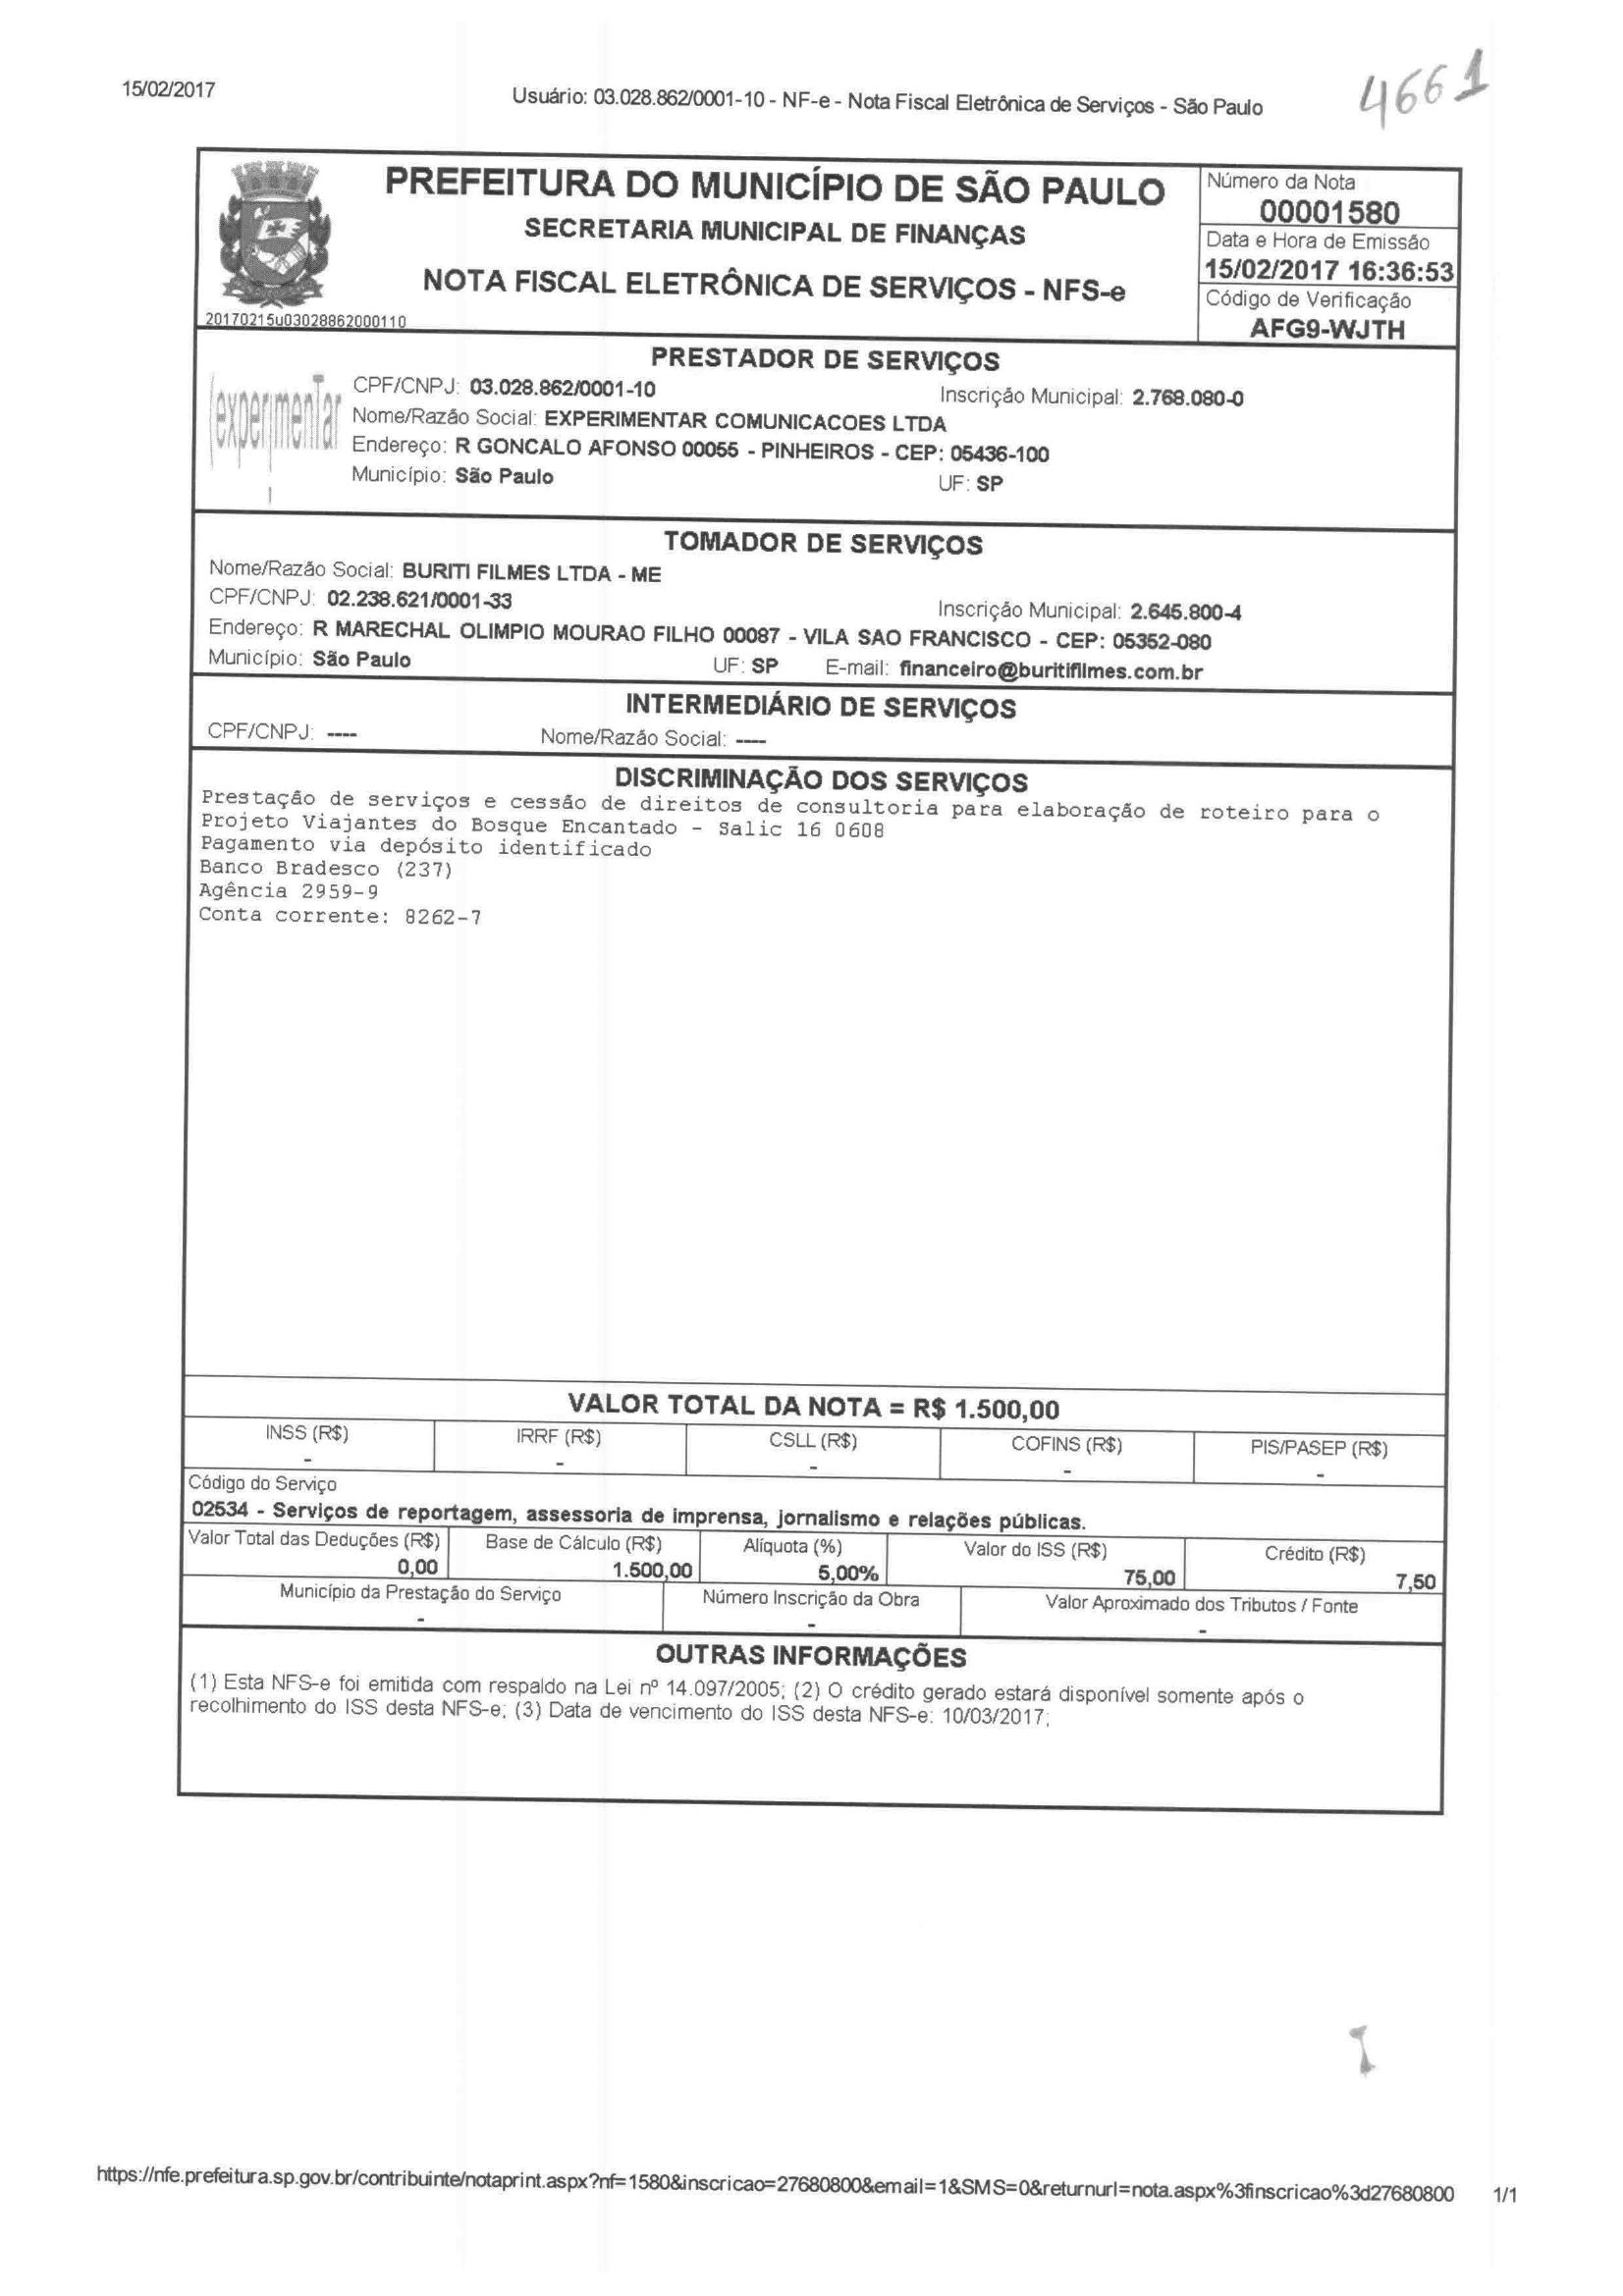 15/02/2017
Usuário: 03.028.862/0001-10 - NF-e - Nota Fiscal Eletrônica de Serviços - São Paulo
4661
PREFEITURA DO MUNICÍPIO DE SÃO PAULO
SECRETARIA MUNICIPAL DE FINANÇAS
NOTA FISCAL ELETRÔNICA DE SERVIÇOS - NFS-e
20170215u03028862000110
Número da Nota
00001580
Data e Hora de Emissão
15/02/2017 16:36:53
Código de Verificação
AFG9-WJTH
PRESTADOR DE SERVIÇOS
experimentar
CPF/CNPJ: 03.028.862/0001-10 Inscrição Municipal: 2.768.080-0
Nome/Razão Social: EXPERIMENTAR COMUNICACOES LTDA
Endereço: R GONCALO AFONSO 00055 - PINHEIROS - CEP: 05436-100
Município: São Paulo UF: SP
TOMADOR DE SERVIÇOS
Nome/Razão Social: BURITI FILMES LTDA - ME
CPF/CNPJ: 02.238.621/0001-33 Inscrição Municipal: 2.645.800-4
Endereço: R MARECHAL OLIMPIO MOURAO FILHO 00087 - VILA SAO FRANCISCO - CEP: 05352-080
Município: São Paulo UF: SP E-mail: financeiro@buritifilmes.com.br
INTERMEDIÁRIO DE SERVIÇOS
CPF/CNPJ: ---- Nome/Razão Social: ----
DISCRIMINAÇÃO DOS SERVIÇOS
Prestação de serviços e cessão de direitos de consultoria para elaboração de roteiro para o
Projeto Viajantes do Bosque Encantado - Salic 16 0608
Pagamento via depósito identificado
Banco Bradesco (237)
Agência 2959-9
Conta corrente: 8262-7
VALOR TOTAL DA NOTA = R$ 1.500,00
INSS (R$) IRRF (R$) CSLL (R$) COFINS (R$) PIS/PASEP (R$)
- - - - -
Código do Serviço
02534 - Serviços de reportagem, assessoria de imprensa, jornalismo e relações públicas.
Valor Total das Deduções (R$) Base de Cálculo (R$) Alíquota (%) Valor do ISS (R$) Crédito (R$)
0,00 1.500,00 5,00% 75,00 7,50
Município da Prestação do Serviço Número Inscrição da Obra Valor Aproximado dos Tributos / Fonte
- - -
OUTRAS INFORMAÇÕES
(1) Esta NFS-e foi emitida com respaldo na Lei nº 14.097/2005; (2) O crédito gerado estará disponível somente após o
recolhimento do ISS desta NFS-e; (3) Data de vencimento do ISS desta NFS-e: 10/03/2017;
https://nfe.prefeitura.sp.gov.br/contribuinte/notaprint.aspx?nf=1580&inscricao=27680800&email=1&SMS=0&returnurl=nota.aspx%3finscricao%3d27680800 1/1